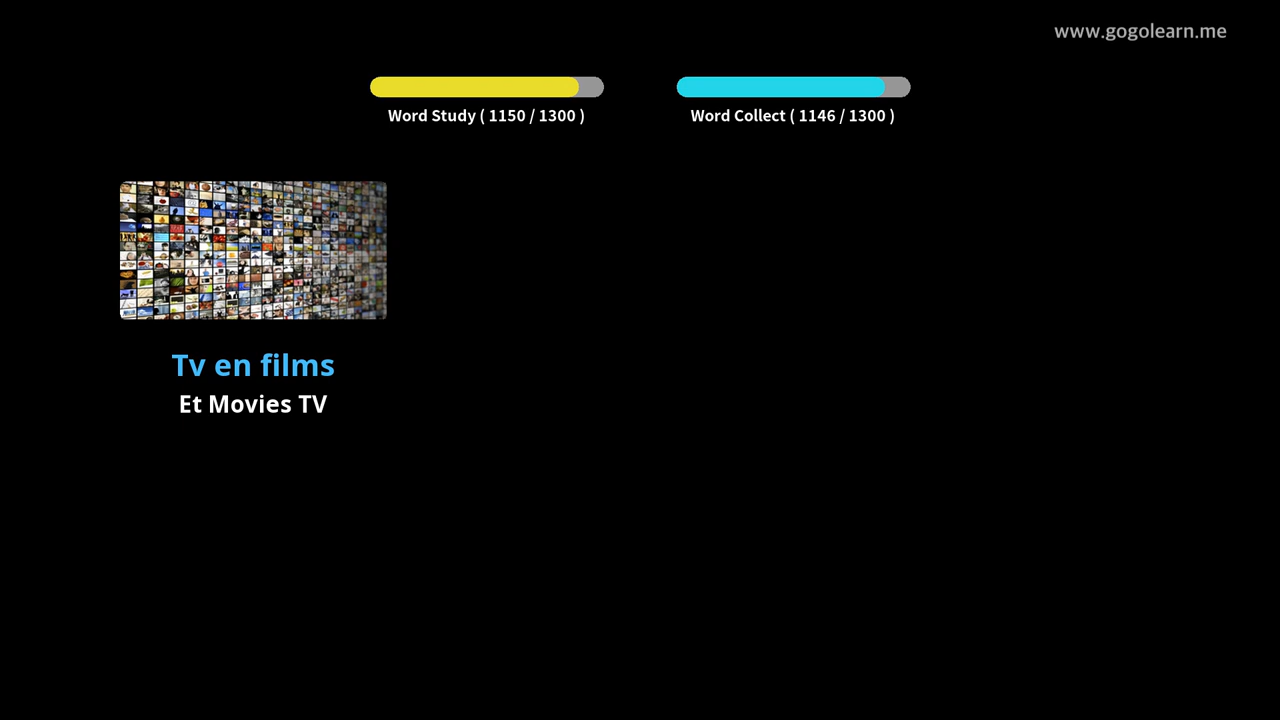 www.gogolearn.me
Word Study ( 1150 / 1300 )
Word Collect ( 1146 / 1300 )
Tv en films
Et Movies TV